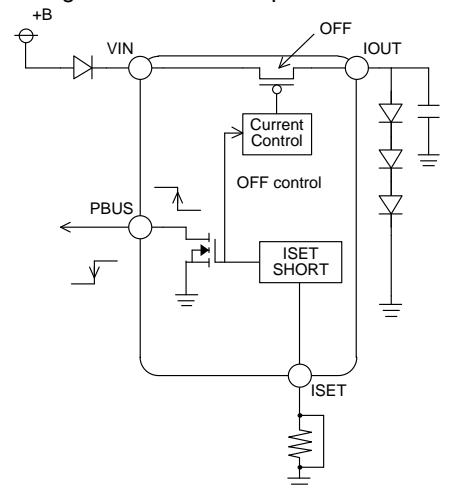 +B
OFF
VIN
IOUT
Current
Control
OFF control
PBUS
ISET
SHORT
ISET